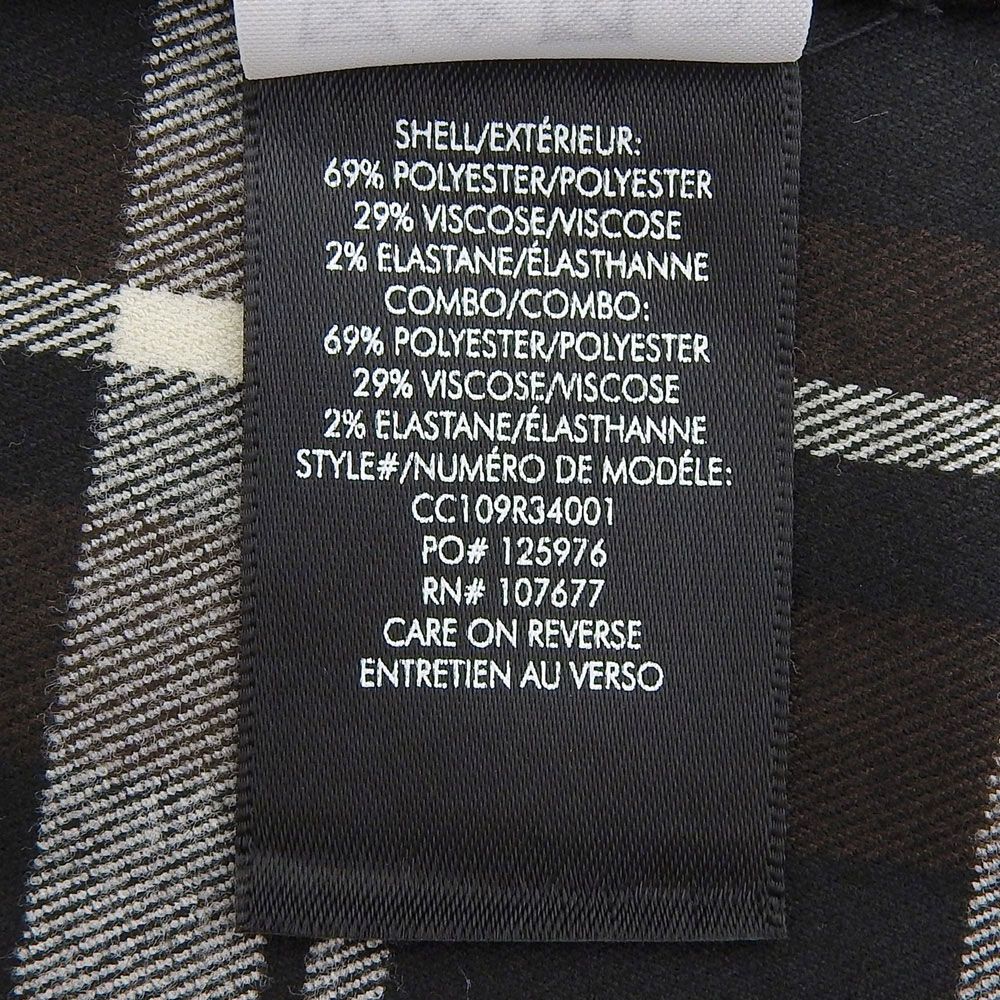 SHELL/EXTÉRIEUR:
69% POLYESTER/POLYESTER
29% VISCOSE/VISCOSE
2% ELASTANE/ÉLASTHANNE
COMBO/COMBO:
69% POLYESTER/POLYESTER
29% VISCOSE/VISCOSE
2% ELASTANE/ÉLASTHANNE
STYLE#/NUMÉRO DE MODÉLE:
CC109R34001
PO# 125976
RN# 107677
CARE ON REVERSE
ENTRETIEN AU VERSO